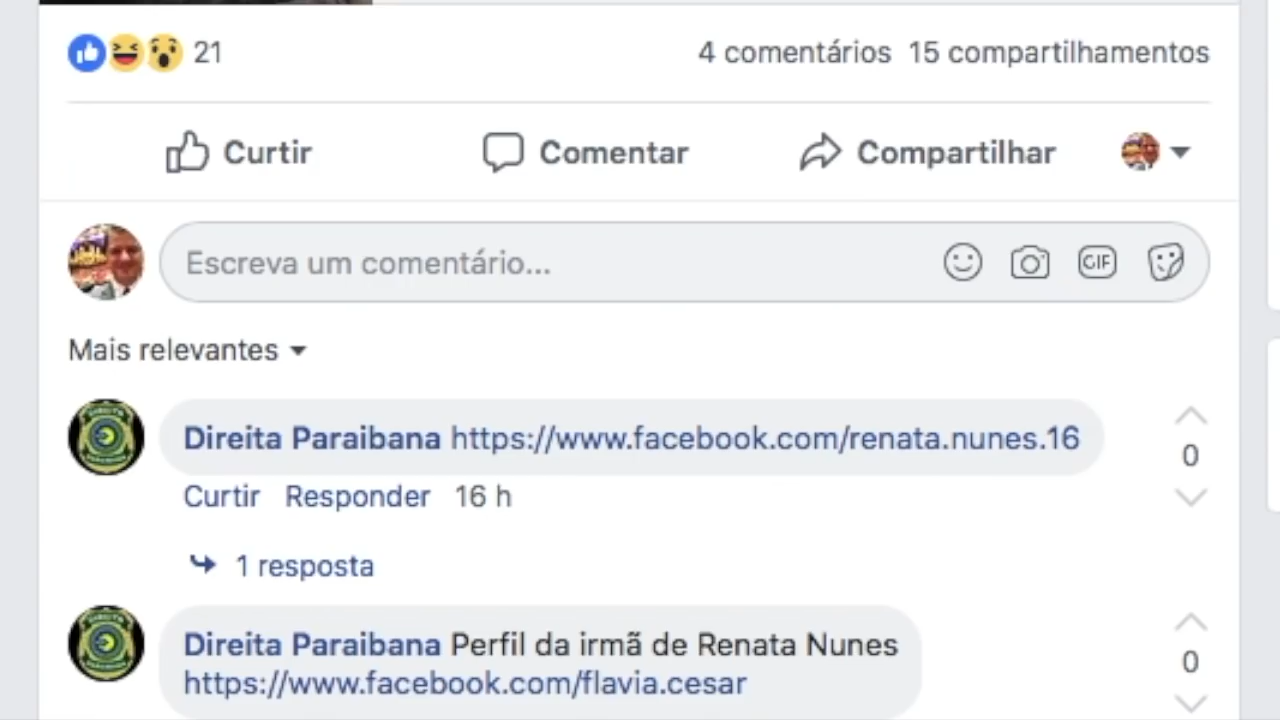 21 4 comentários 15 compartilhamentos
Curtir Comentar Compartilhar
Escreva um comentário... GIF
Mais relevantes
Direita Paraibana https://www.facebook.com/renata.nunes.16
0
Curtir Responder 16 h
1 resposta
Direita Paraibana Perfil da irmã de Renata Nunes
https://www.facebook.com/flavia.cesar
0